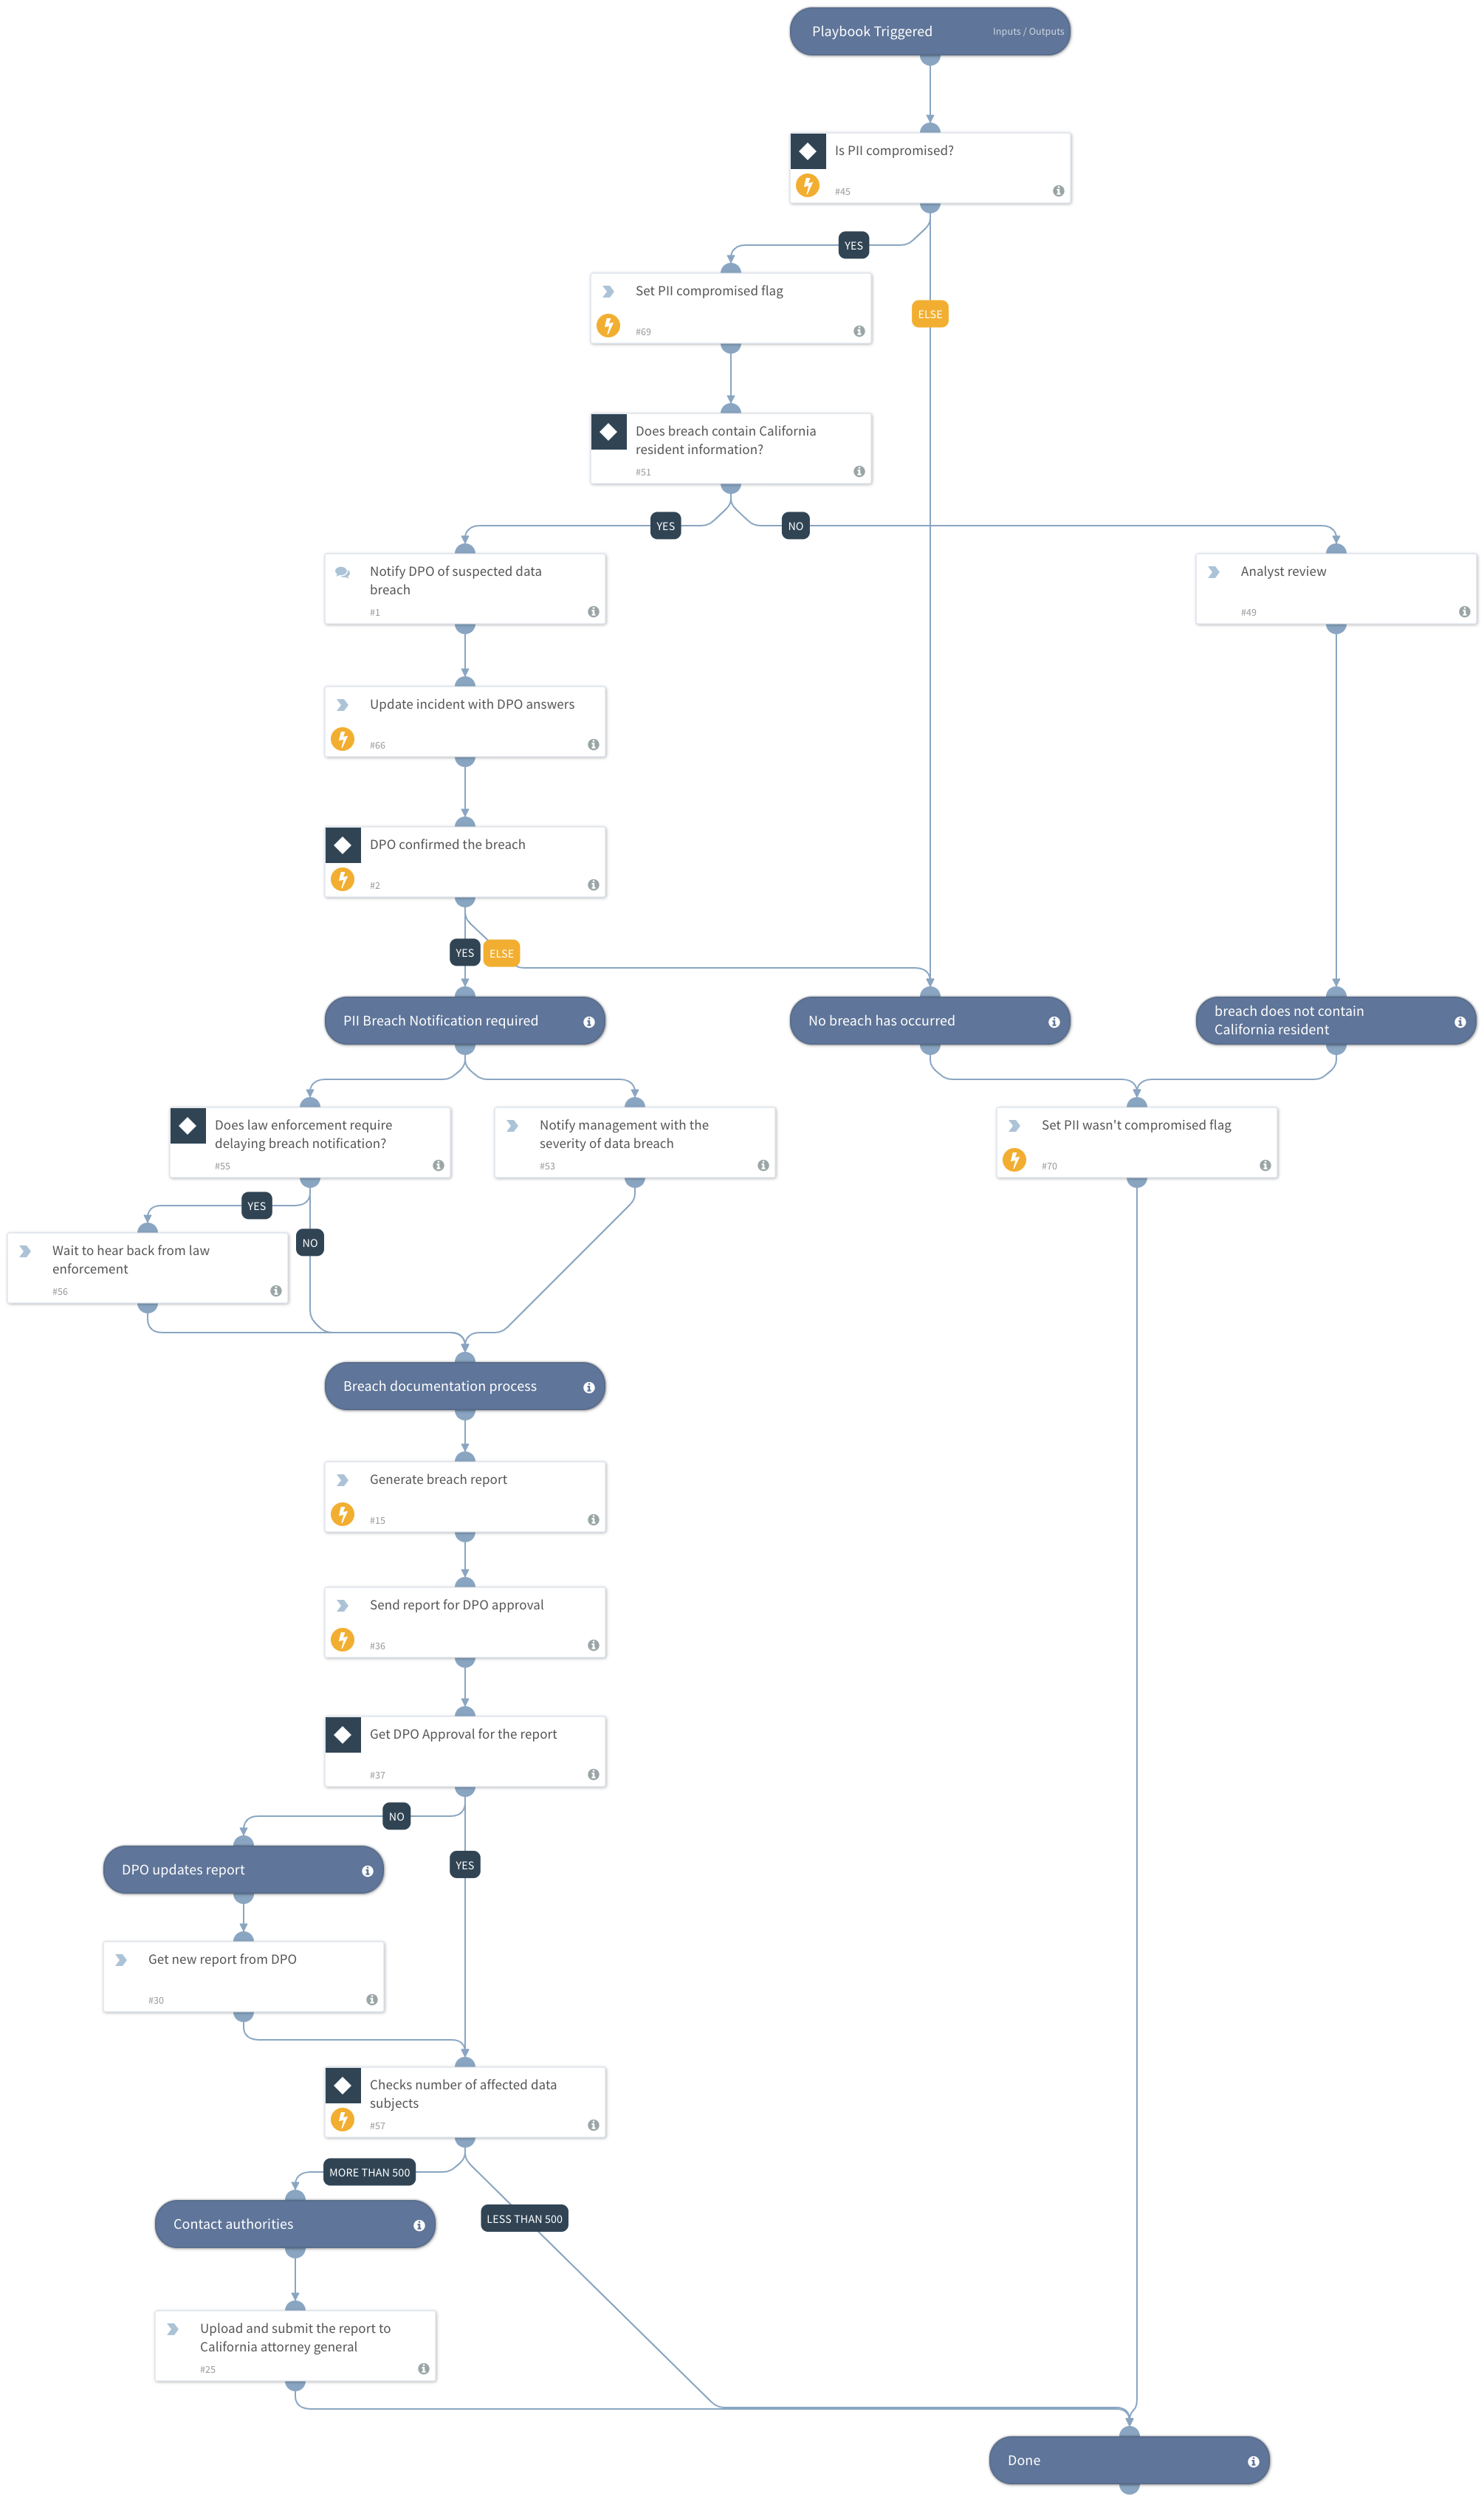 Playbook Triggered
Inputs / Outputs
Is PII compromised?
#45
YES
Set PII compromised flag
#69
ELSE
Does breach contain California
resident information?
#51
YES
NO
Notify DPO of suspected data
breach
#1
Analyst review
#49
Update incident with DPO answers
#66
DPO confirmed the breach
#2
YES
ELSE
PII Breach Notification required
No breach has occurred
breach does not contain
California resident
Does law enforcement require
delaying breach notification?
#55
Notify management with the
severity of data breach
#53
Set PII wasn't compromised flag
#70
YES
NO
Wait to hear back from law
enforcement
#56
Breach documentation process
Generate breach report
#15
Send report for DPO approval
#36
Get DPO Approval for the report
#37
NO
YES
DPO updates report
Get new report from DPO
#30
Checks number of affected data
subjects
#57
MORE THAN 500
LESS THAN 500
Contact authorities
Upload and submit the report to
California attorney general
#25
Done